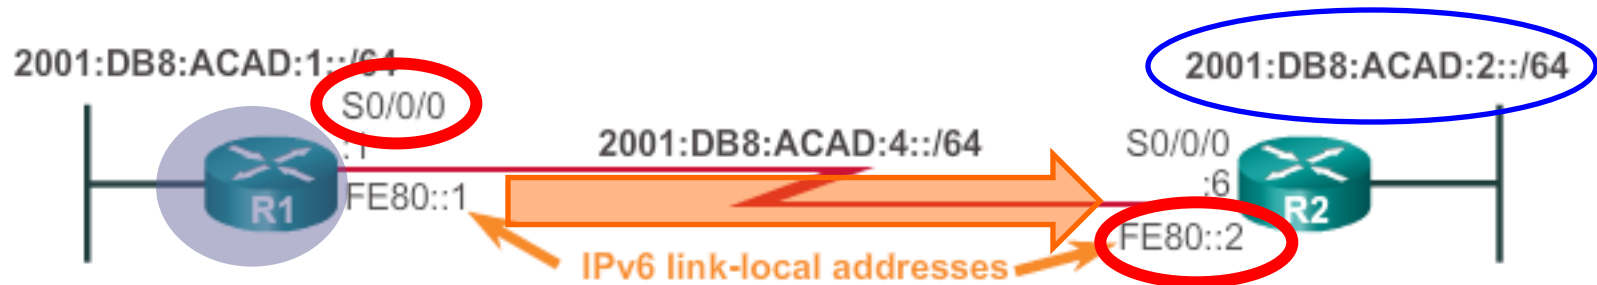 2001:DB8:ACAD:1::/64
S0/0/0
:1
FE80::1
R1
2001:DB8:ACAD:4::/64
IPv6 link-local addresses
2001:DB8:ACAD:2::/64
S0/0/0
:6
FE80::2
R2